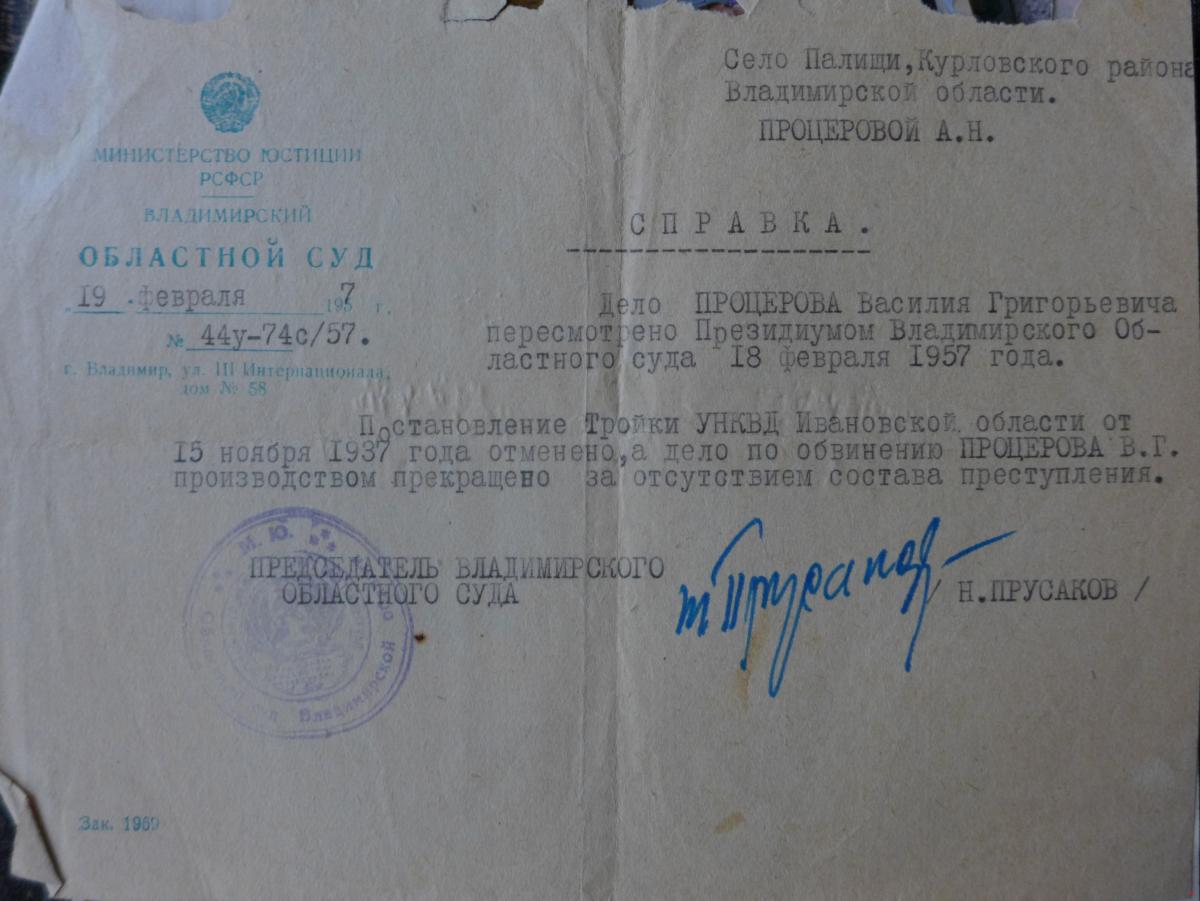 Село Палищи, Курловского района
Владимирской области.
ПРОЦЕРОВОЙ А.Н.
МИНИСТЕРСТВО ЮСТИЦИИ
РСФСР
ВЛАДИМИРСКИЙ
ОБЛАСТНОЙ СУД
"19" февраля 1957 г.
№ 44у-74с/57.
г. Владимир, ул. III Интернационала,
дом № 58
СПРАВКА.
Дело ПРОЦЕРОВА Василия Григорьевича
пересмотрено Президиумом Владимирского Об-
ластного суда 18 февраля 1957 года.
Постановление Тройки УНКВД Ивановской области от
15 ноября 1937 года отменено, а дело по обвинению ПРОЦЕРОВА В.Г.
производством прекращено за отсутствием состава преступления.
ПРЕДСЕДАТЕЛЬ ВЛАДИМИРСКОГО
ОБЛАСТНОГО СУДА
/ Н.ПРУСАКОВ /
М.Ю.
Владимирской
Зак. 1969